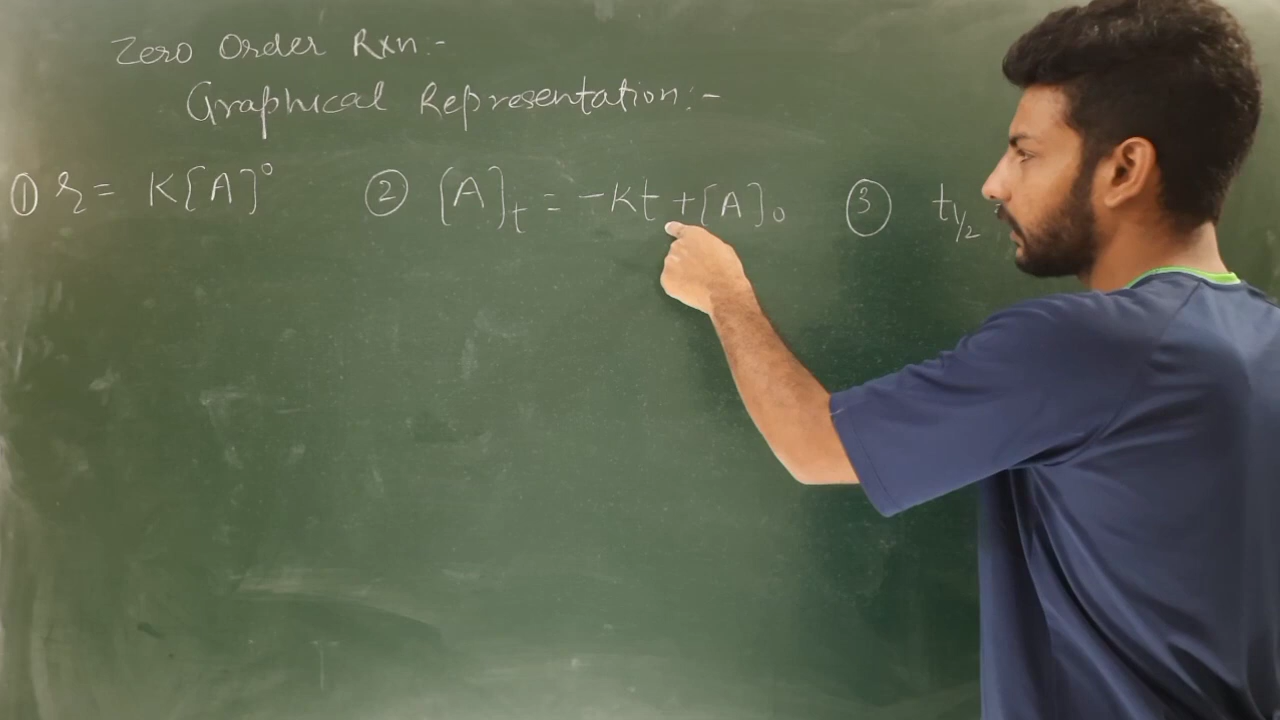 Zero Order Rxn:-
Graphical Representation:-
① r = K[A]⁰ ② [A]ₜ = -Kt +[A]₀ ③ t₁/₂